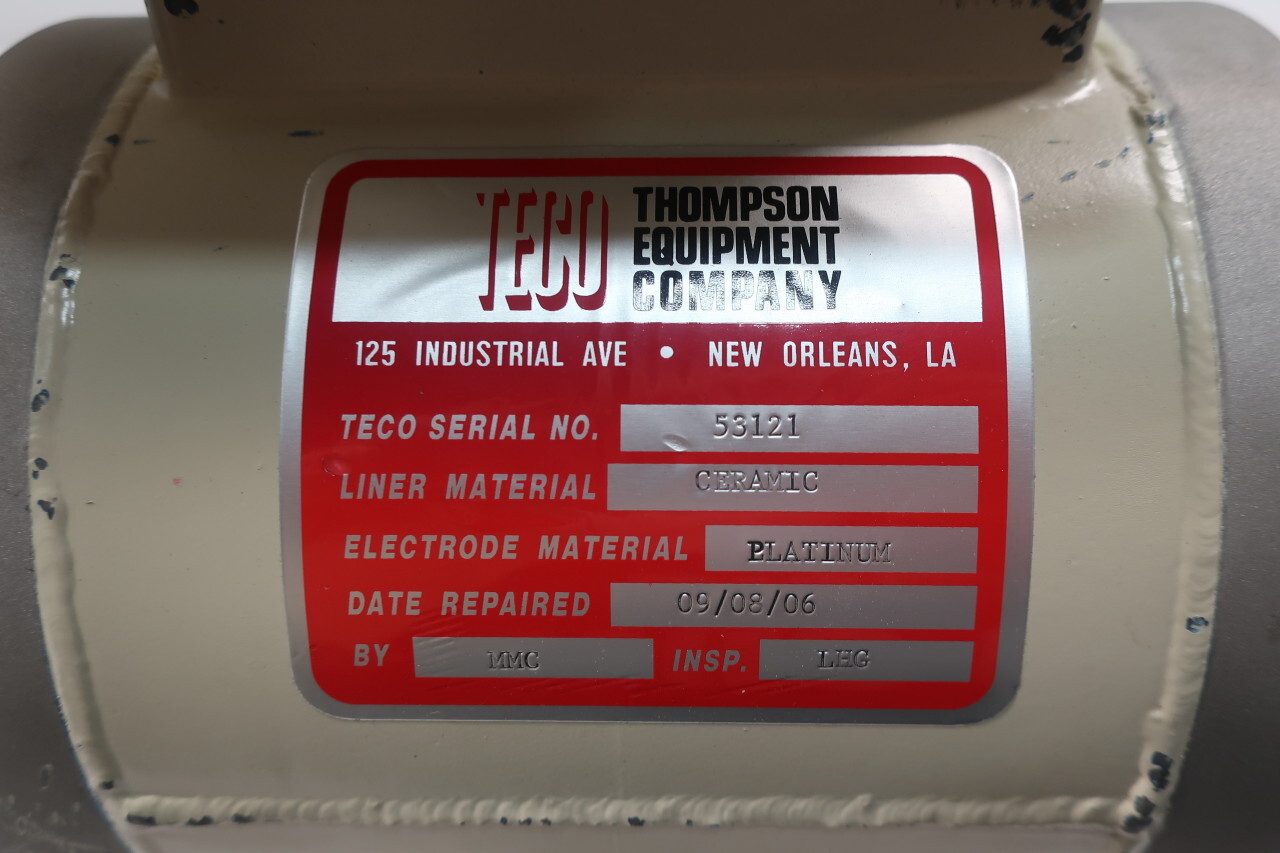 TECO THOMPSON
EQUIPMENT
COMPANY
125 INDUSTRIAL AVE • NEW ORLEANS, LA
TECO SERIAL NO. 53121
LINER MATERIAL CERAMIC
ELECTRODE MATERIAL PLATINUM
DATE REPAIRED 09/08/06
BY MMC INSP. LHG